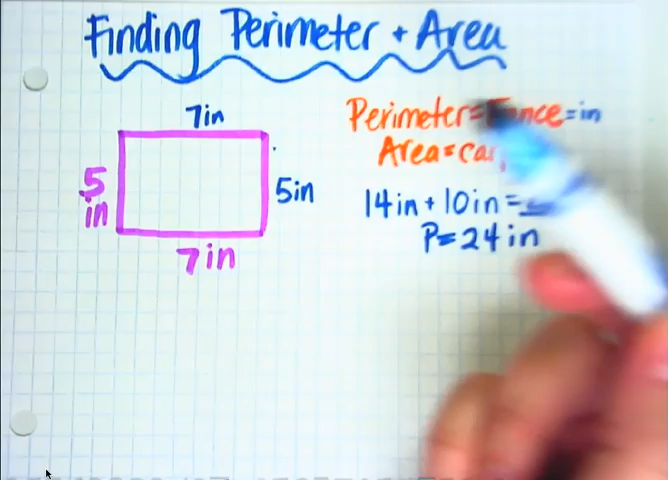 Finding Perimeter + Area
7in
Perimeter= =in
Area=
5
in
5in
14in+10in=
P=24in
7in